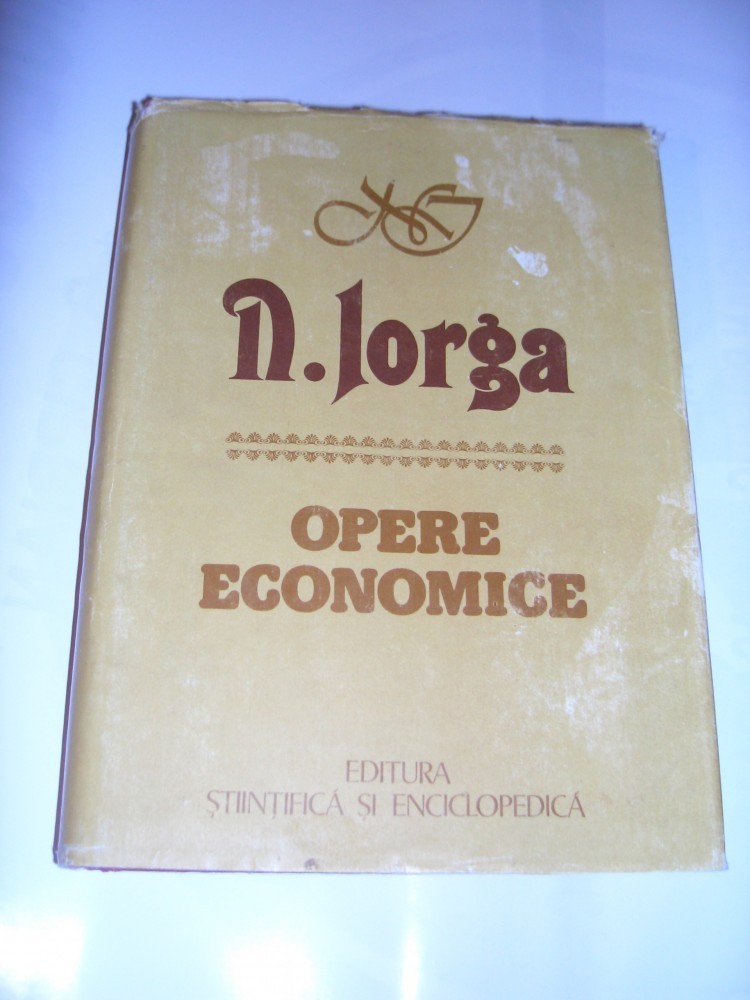 N. Iorga
OPERE
ECONOMICE
EDITURA
ȘTIINȚIFICĂ ȘI ENCICLOPEDICĂ